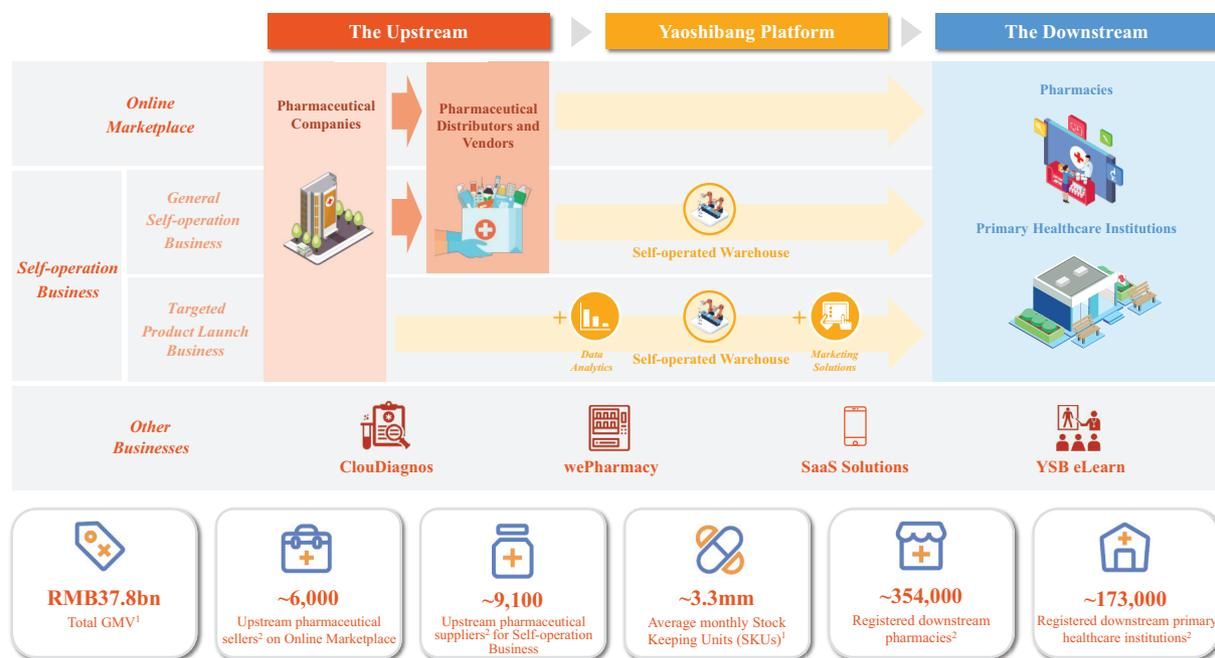 The Upstream
Yaoshibang Platform
The Downstream
Online
Marketplace
Pharmaceutical
Companies
Pharmaceutical
Distributors and
Vendors
Pharmacies
General
Self-operation
Business
Self-operated Warehouse
Primary Healthcare Institutions
Self-operation
Business
Targeted
Product Launch
Business
+
Data
Analytics
Self-operated Warehouse
+
Marketing
Solutions
Other
Businesses
ClouDiagnos
wePharmacy
SaaS Solutions
YSB eLearn
RMB37.8bn
Total GMV¹
~6,000
Upstream pharmaceutical
sellers² on Online Marketplace
~9,100
Upstream pharmaceutical
suppliers² for Self-operation
Business
~3.3mm
Average monthly Stock
Keeping Units (SKUs)¹
~354,000
Registered downstream
pharmacies²
~173,000
Registered downstream primary
healthcare institutions²